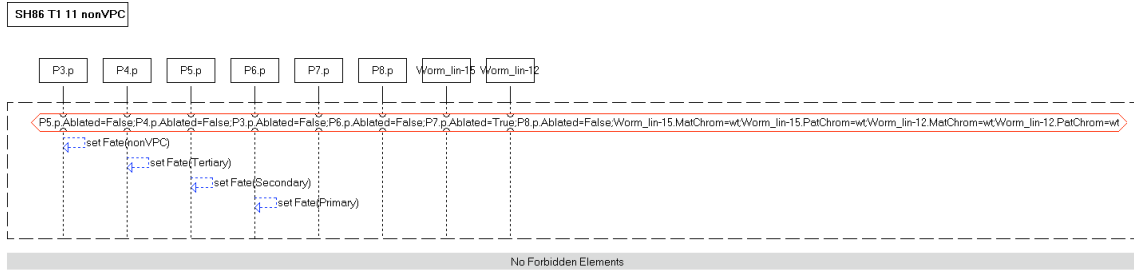 SH86 T1 11 nonVPC
P3.p P4.p P5.p P6.p P7.p P8.p Worm_lin-15 Worm_lin-12
P5.p.Ablated=False;P4.p.Ablated=False;P3.p.Ablated=False;P6.p.Ablated=False;P7.p.Ablated=True;P8.p.Ablated=False;Worm_lin-15.MatChrom=wt;Worm_lin-15.PatChrom=wt;Worm_lin-12.MatChrom=wt;Worm_lin-12.PatChrom=wt
set Fate(nonVPC)
set Fate(Tertiary)
set Fate(Secondary)
set Fate(Primary)
No Forbidden Elements